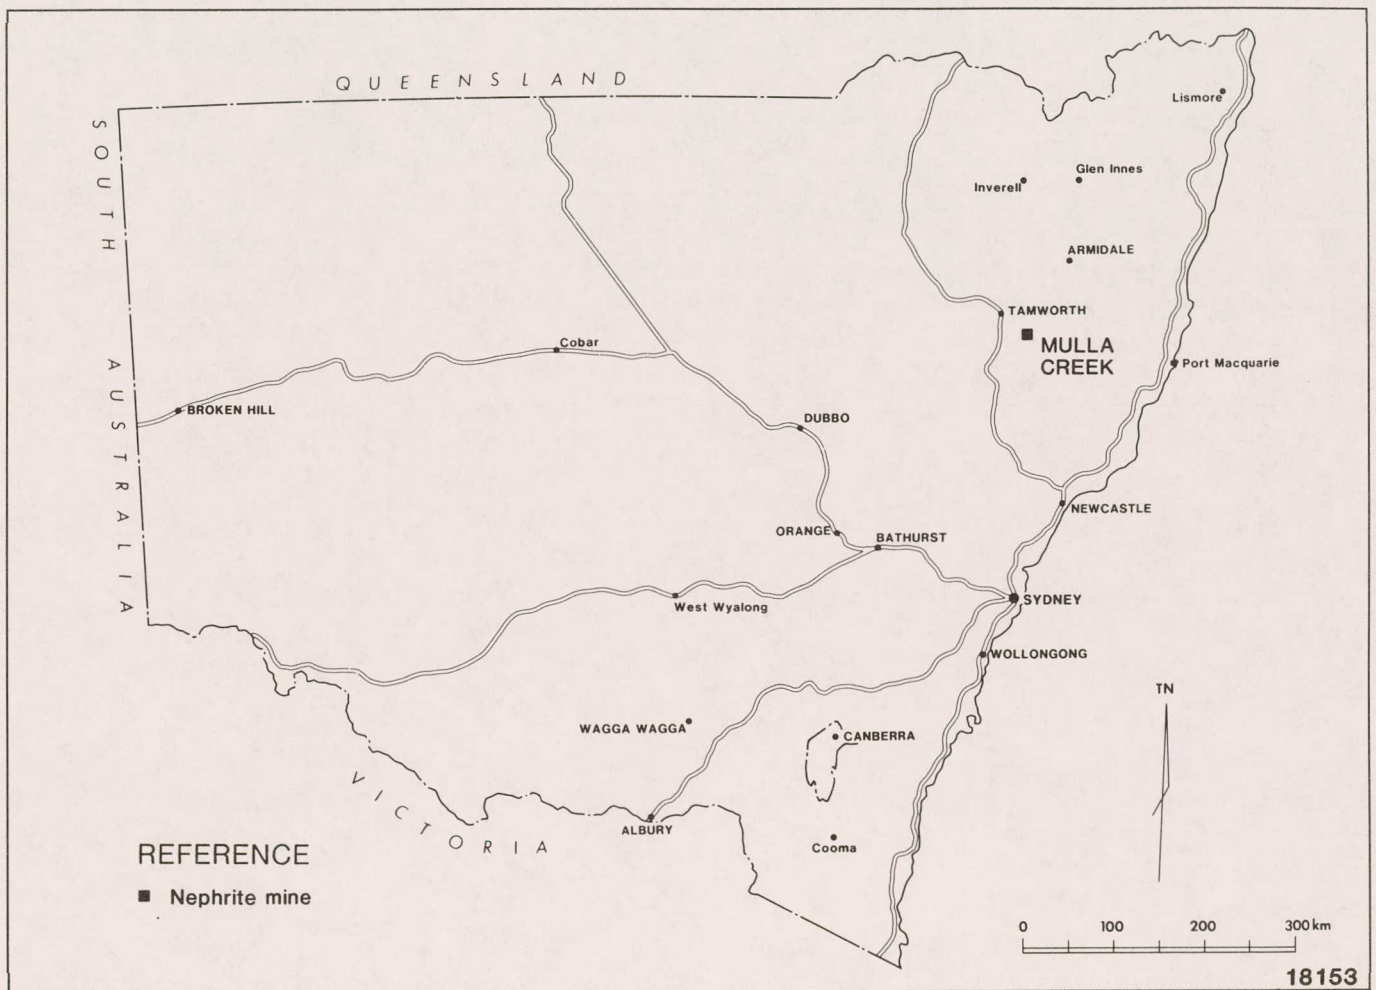 QUEENSLAND
SOUTH AUSTRALIA
Lismore
Inverell
Glen Innes
ARMIDALE
TAMWORTH
MULLA
CREEK
Port Macquarie
Cobar
BROKEN HILL
DUBBO
NEWCASTLE
ORANGE
BATHURST
SYDNEY
West Wyalong
WOLLONGONG
TN
WAGGA WAGGA
CANBERRA
VICTORIA
ALBURY
Cooma
REFERENCE
Nephrite mine
0 100 200 300 km
18153